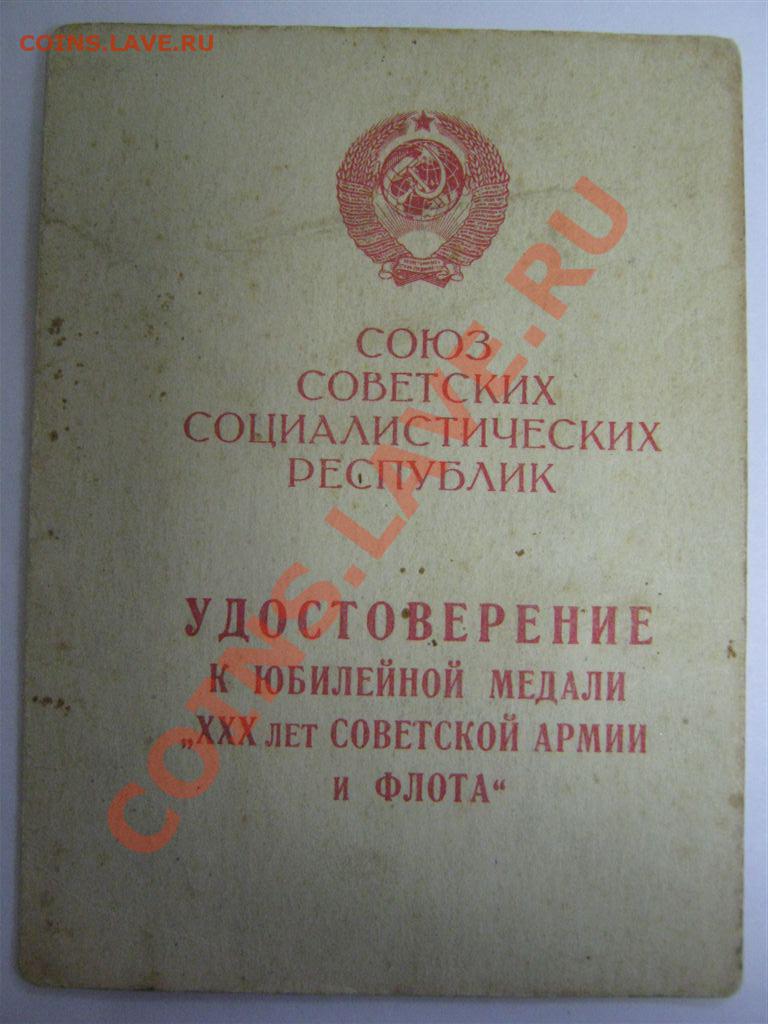 COINS.LAVE.RU
СОЮЗ
СОВЕТСКИХ
СОЦИАЛИСТИЧЕСКИХ
РЕСПУБЛИК
УДОСТОВЕРЕНИЕ
К ЮБИЛЕЙНОЙ МЕДАЛИ
„XXX ЛЕТ СОВЕТСКОЙ АРМИИ
И ФЛОТА“
COINS.LAVE.RU